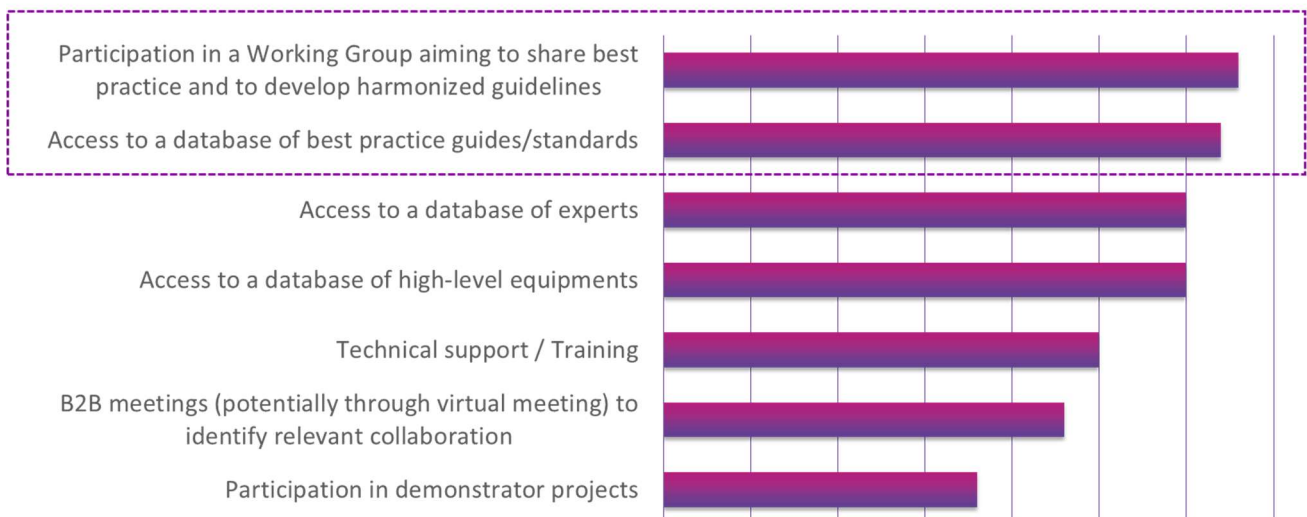 Participation in a Working Group aiming to share best
practice and to develop harmonized guidelines
Access to a database of best practice guides/standards
Access to a database of experts
Access to a database of high-level equipments
Technical support / Training
B2B meetings (potentially through virtual meeting) to
identify relevant collaboration
Participation in demonstrator projects